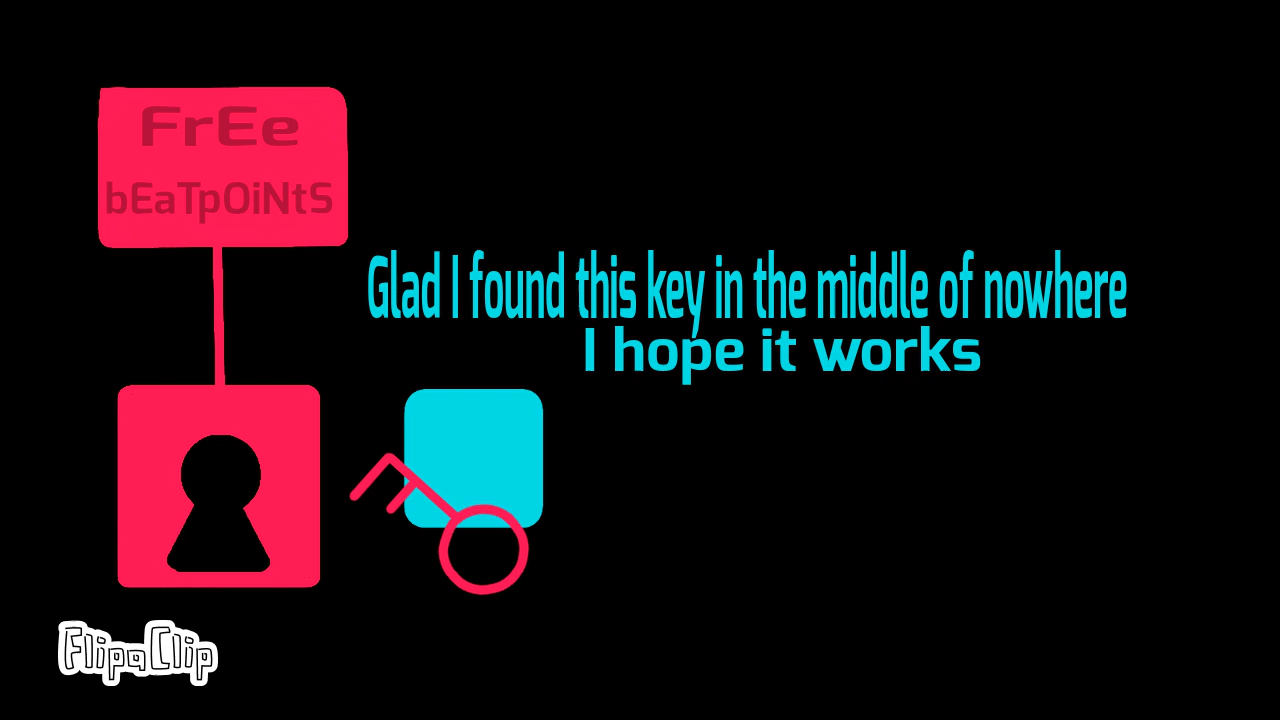 FrEe
bEaTpOiNtS
Glad I found this key in the middle of nowhere
I hope it works
FlipaClip